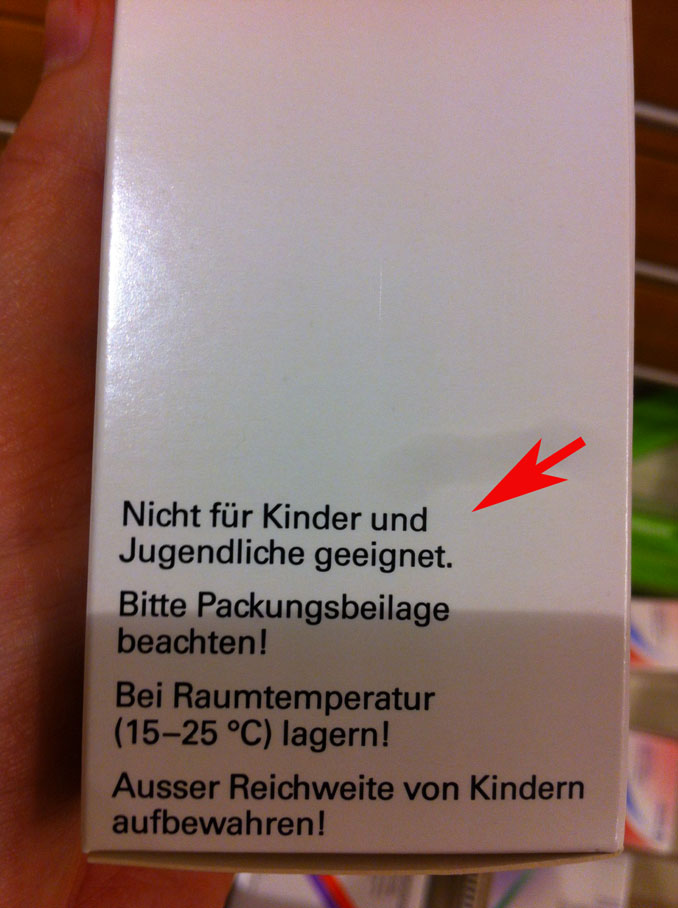 Nicht für Kinder und
Jugendliche geeignet.
Bitte Packungsbeilage
beachten!
Bei Raumtemperatur
(15–25 °C) lagern!
Ausser Reichweite von Kindern
aufbewahren!